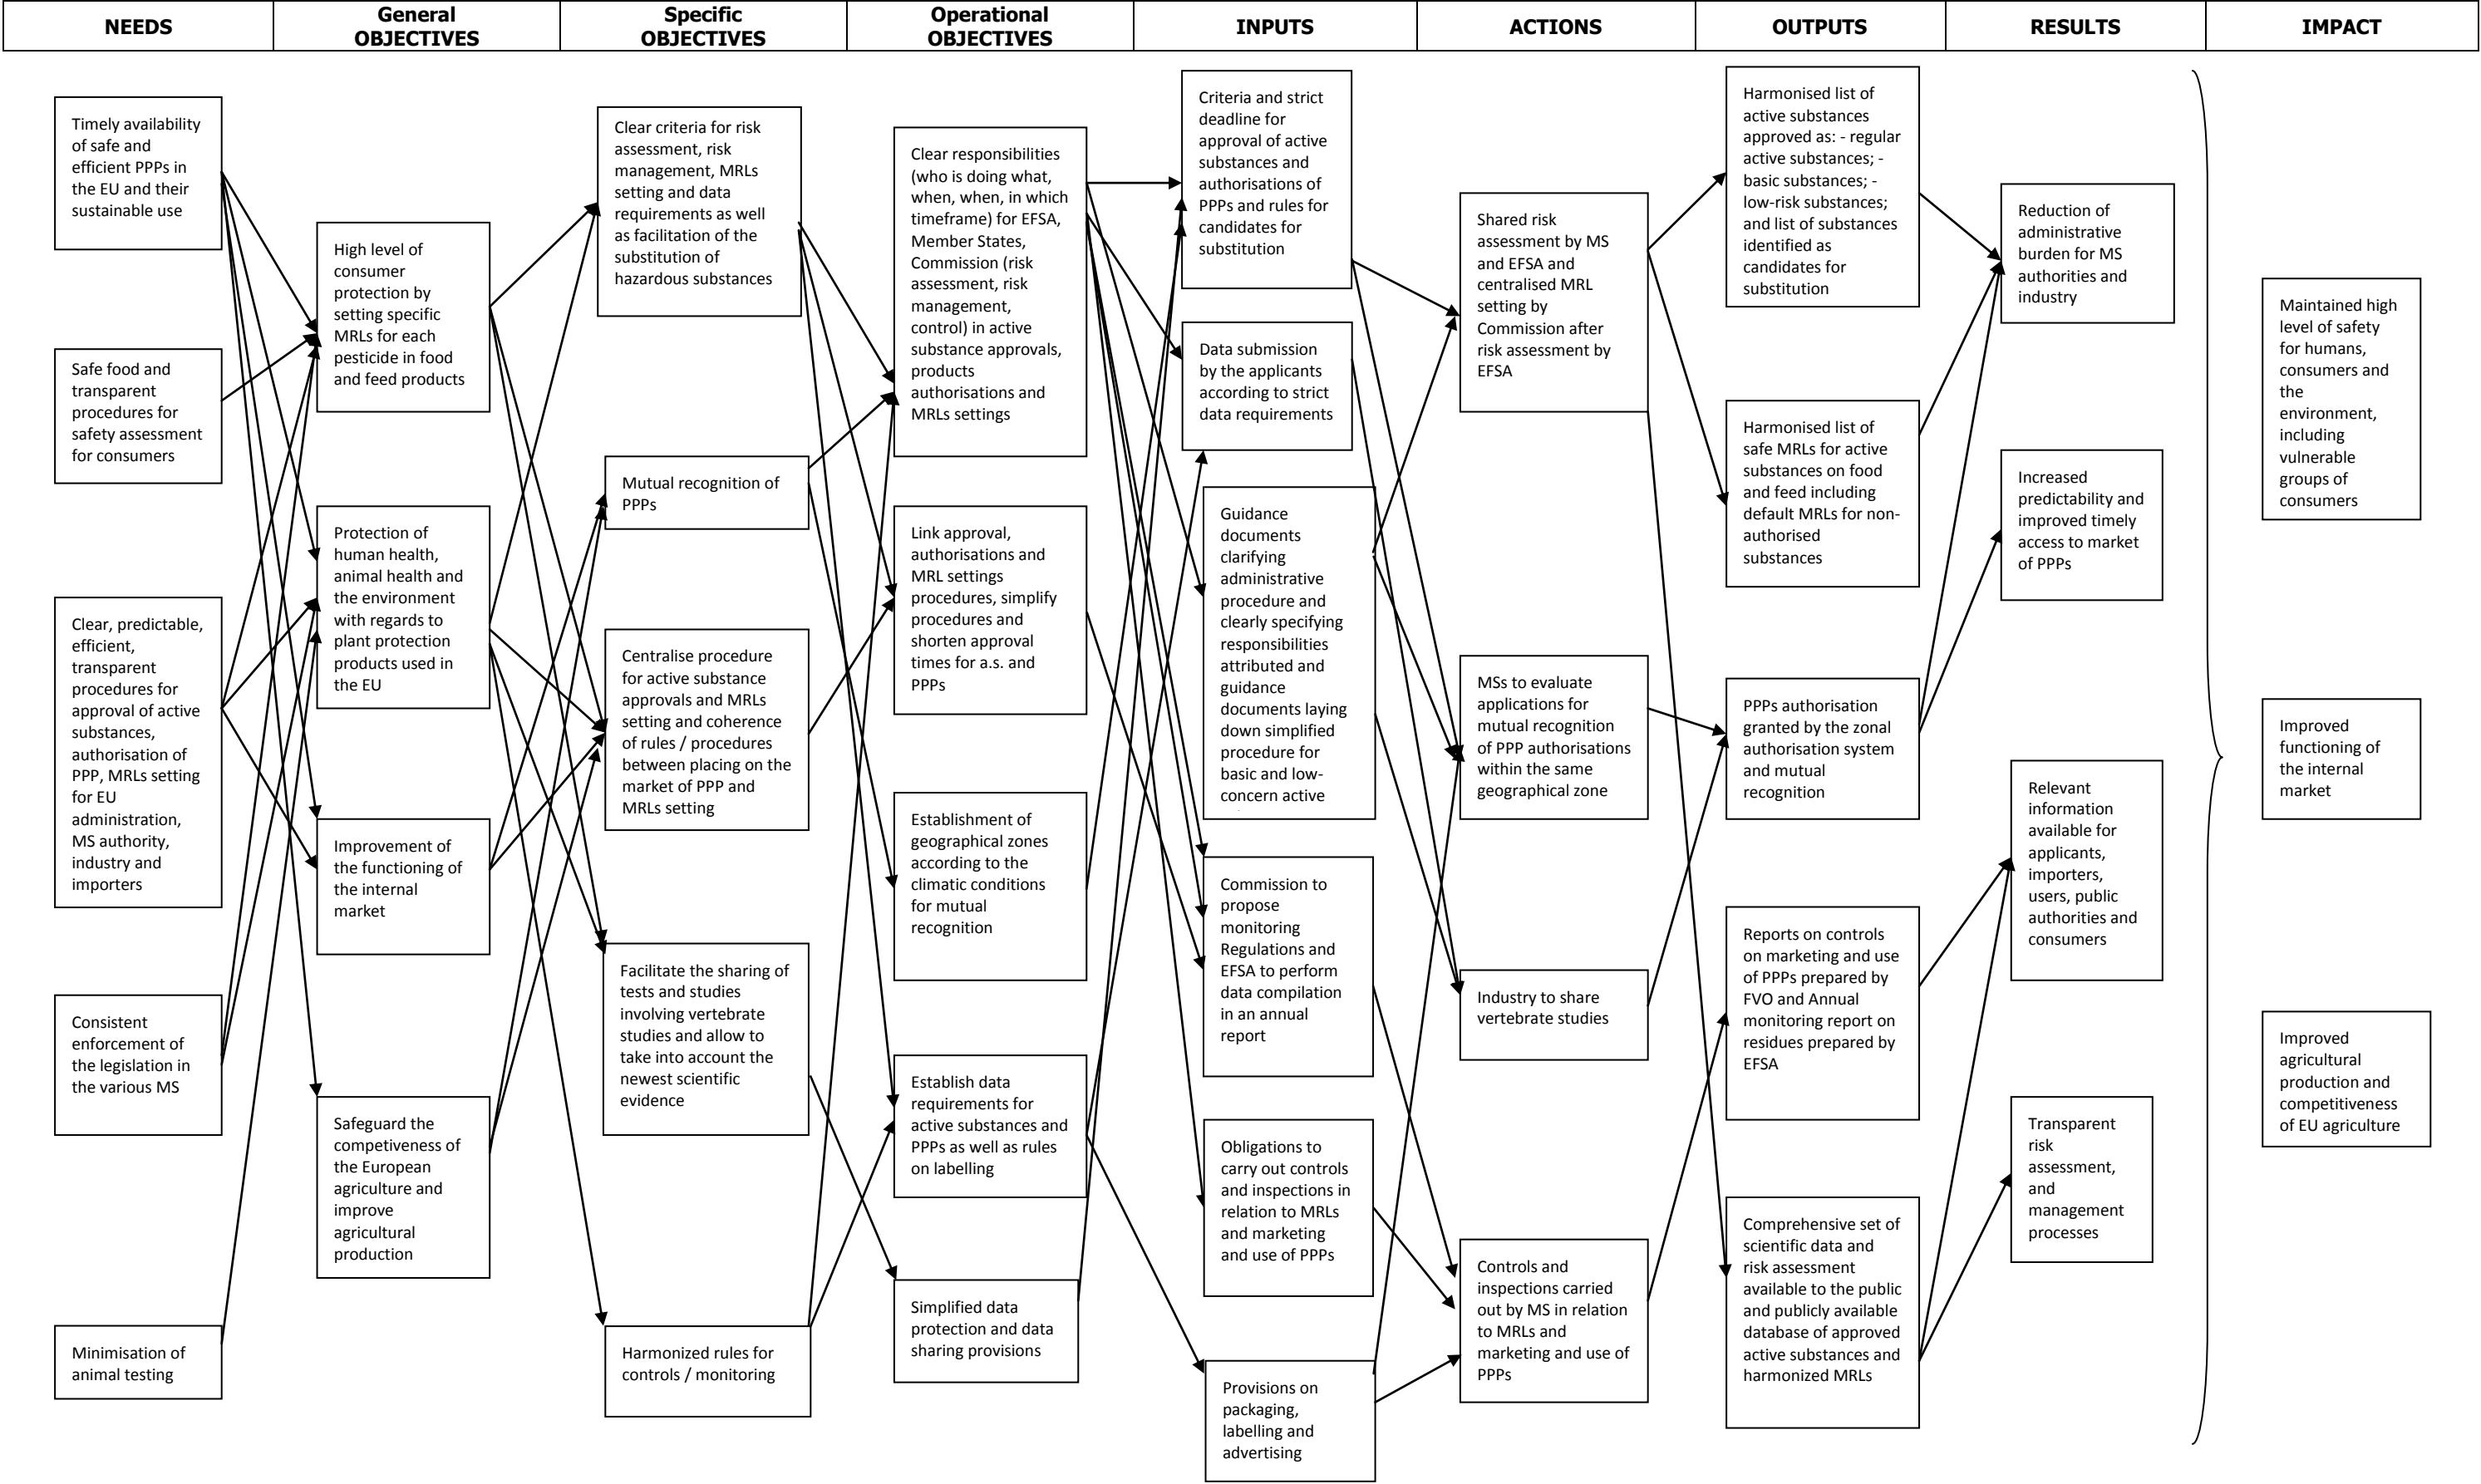 NEEDS
General
OBJECTIVES
Specific
OBJECTIVES
Operational
OBJECTIVES
INPUTS
ACTIONS
OUTPUTS
RESULTS
IMPACT
Timely availability
of safe and
efficient PPPs in
the EU and their
sustainable use
Safe food and
transparent
procedures for
safety assessment
for consumers
Clear, predictable,
efficient,
transparent
procedures for
approval of active
substances,
authorisation of
PPP, MRLs setting
for EU
administration,
MS authority,
industry and
importers
Consistent
enforcement of
the legislation in
the various MS
Minimisation of
animal testing
High level of
consumer
protection by
setting specific
MRLs for each
pesticide in food
and feed products
Protection of
human health,
animal health and
the environment
with regards to
plant protection
products used in
the EU
Improvement of
the functioning of
the internal
market
Safeguard the
competiveness of
the European
agriculture and
improve
agricultural
production
Clear criteria for risk
assessment, risk
management, MRLs
setting and data
requirements as well
as facilitation of the
substitution of
hazardous substances
Mutual recognition of
PPPs
Centralise procedure
for active substance
approvals and MRLs
setting and coherence
of rules / procedures
between placing on the
market of PPP and
MRLs setting
Facilitate the sharing of
tests and studies
involving vertebrate
studies and allow to
take into account the
newest scientific
evidence
Harmonized rules for
controls / monitoring
Clear responsibilities
(who is doing what,
when, when, in which
timeframe) for EFSA,
Member States,
Commission (risk
assessment, risk
management,
control) in active
substance approvals,
products
authorisations and
MRLs settings
Link approval,
authorisations and
MRL settings
procedures, simplify
procedures and
shorten approval
times for a.s. and
PPPs
Establishment of
geographical zones
according to the
climatic conditions
for mutual
recognition
Establish data
requirements for
active substances and
PPPs as well as rules
on labelling
Simplified data
protection and data
sharing provisions
Criteria and strict
deadline for
approval of active
substances and
authorisations of
PPPs and rules for
candidates for
substitution
Data submission
by the applicants
according to strict
data requirements
Guidance
documents
clarifying
administrative
procedure and
clearly specifying
responsibilities
attributed and
guidance
documents laying
down simplified
procedure for
basic and low-
concern active
Commission to
propose
monitoring
Regulations and
EFSA to perform
data compilation
in an annual
report
Obligations to
carry out controls
and inspections in
relation to MRLs
and marketing
and use of PPPs
Provisions on
packaging,
labelling and
advertising
Shared risk
assessment by MS
and EFSA and
centralised MRL
setting by
Commission after
risk assessment by
EFSA
MSs to evaluate
applications for
mutual recognition
of PPP authorisations
within the same
geographical zone
Industry to share
vertebrate studies
Controls and
inspections carried
out by MS in relation
to MRLs and
marketing and use of
PPPs
Harmonised list of
active substances
approved as: - regular
active substances; -
basic substances; -
low-risk substances;
and list of substances
identified as
candidates for
substitution
Harmonised list of
safe MRLs for active
substances on food
and feed including
default MRLs for non-
authorised
substances
PPPs authorisation
granted by the zonal
authorisation system
and mutual
recognition
Reports on controls
on marketing and use
of PPPs prepared by
FVO and Annual
monitoring report on
residues prepared by
EFSA
Comprehensive set of
scientific data and
risk assessment
available to the public
and publicly available
database of approved
active substances and
harmonized MRLs
Reduction of
administrative
burden for MS
authorities and
industry
Increased
predictability and
improved timely
access to market
of PPPs
Relevant
information
available for
applicants,
importers,
users, public
authorities and
consumers
Transparent
risk
assessment,
and
management
processes
Maintained high
level of safety
for humans,
consumers and
the
environment,
including
vulnerable
groups of
consumers
Improved
functioning of
the internal
market
Improved
agricultural
production and
competitiveness
of EU agriculture